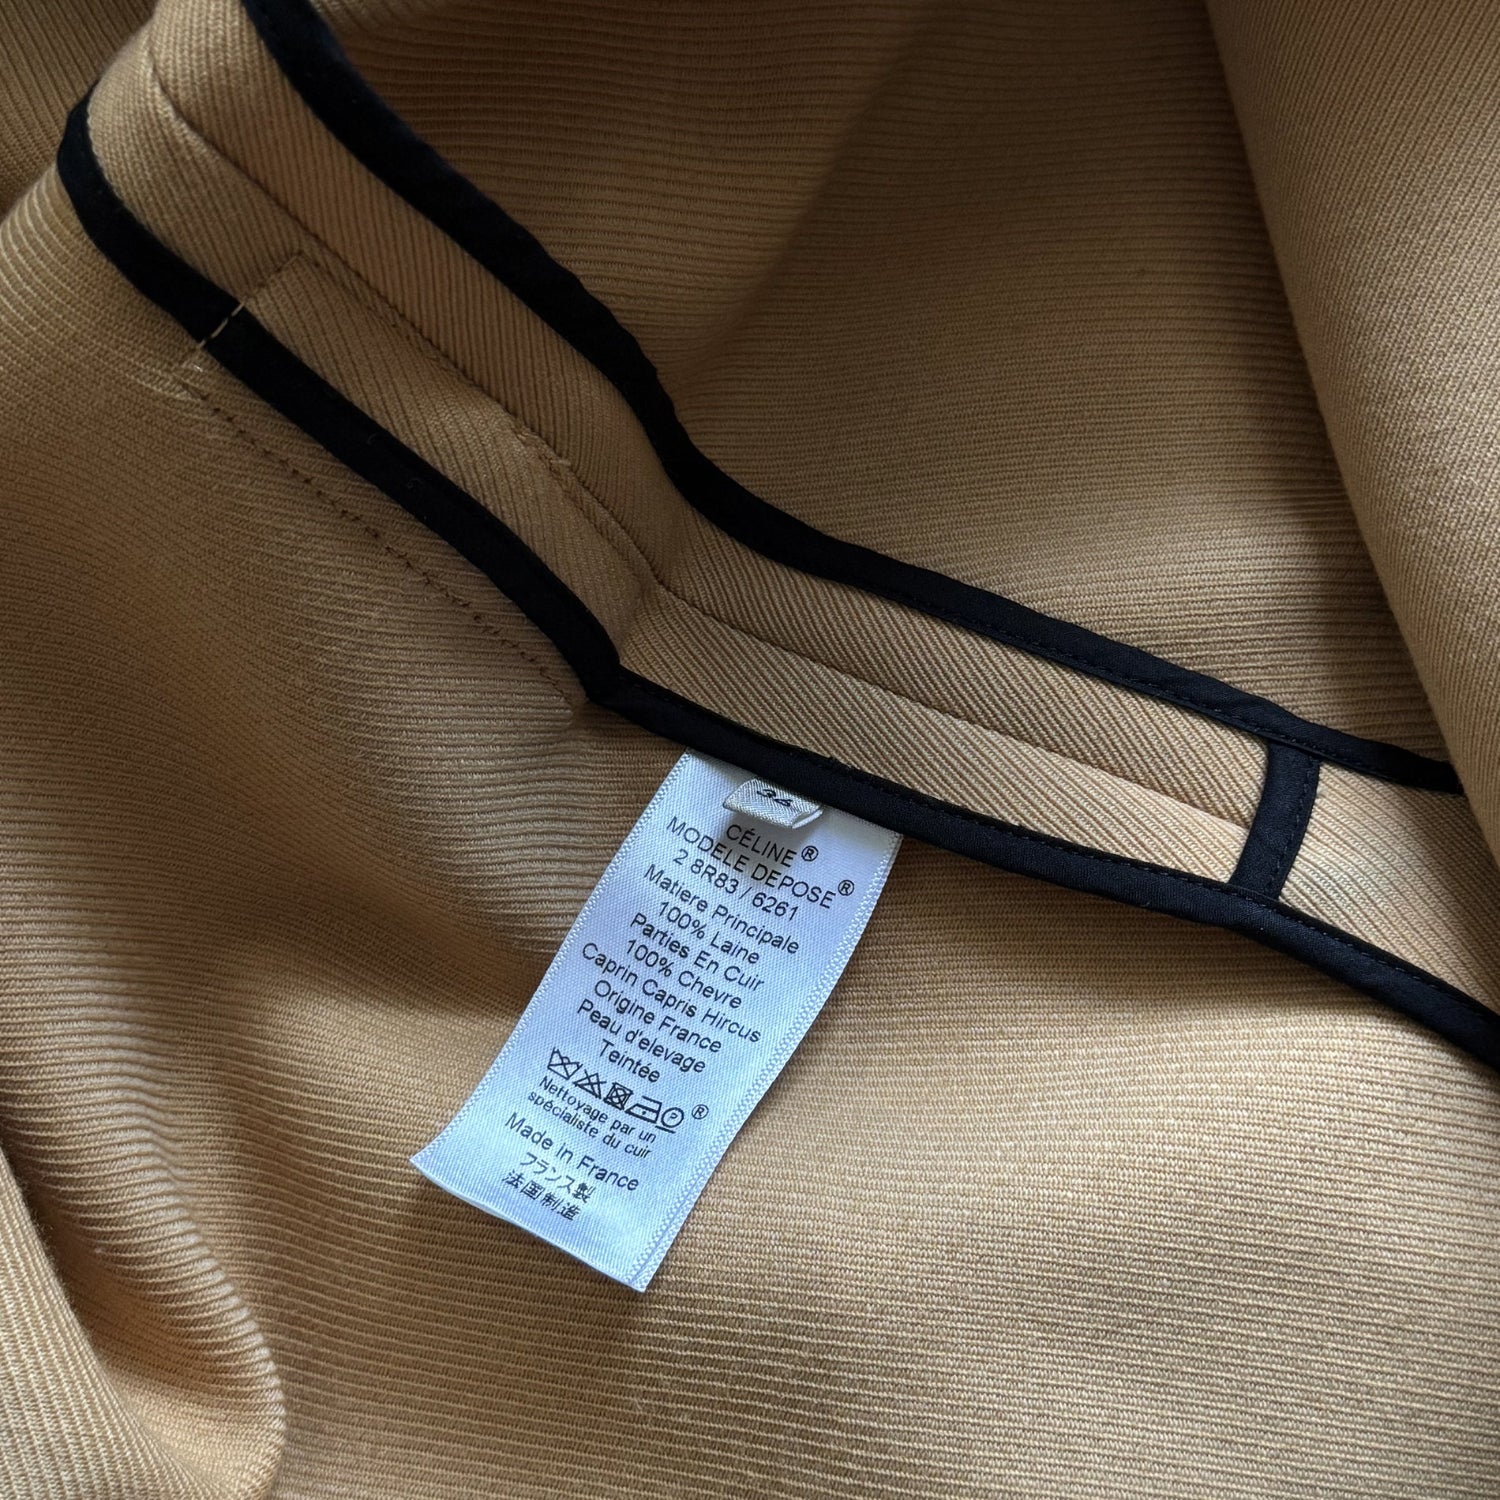 34
CÉLINE®
MODELE DEPOSE®
2 8R83 / 6261
Matiere Principale
100% Laine
Parties En Cuir
100% Chevre
Caprin Capris Hircus
Origine France
Peau d'elevage
Teintée
P ®
Nettoyage par un
spécialiste du cuir
Made in France
フランス製
法国制造